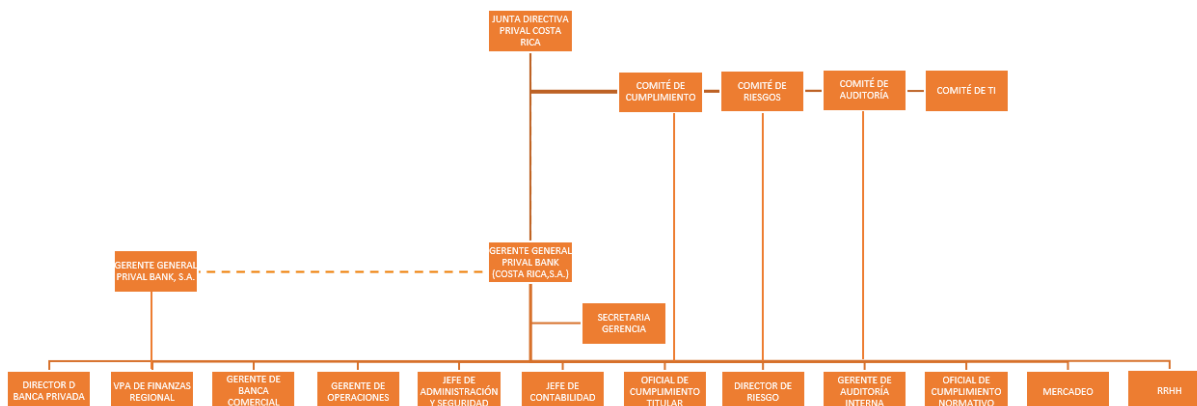 JUNTA DIRECTIVA
PRIVAL COSTA
RICA
COMITÉ DE
CUMPLIMIENTO
COMITÉ DE
RIESGOS
COMITÉ DE
AUDITORÍA
COMITÉ DE TI
GERENTE GENERAL
PRIVAL BANK, S.A.
GERENTE GENERAL
PRIVAL BANK
(COSTA RICA,S.A.)
SECRETARIA
GERENCIA
DIRECTOR D
BANCA PRIVADA
VPA DE FINANZAS
REGIONAL
GERENTE DE
BANCA
COMERCIAL
GERENTE DE
OPERACIONES
JEFE DE
ADMINISTRACIÓN
Y SEGURIDAD
JEFE DE
CONTABILIDAD
OFICIAL DE
CUMPLIMIENTO
TITULAR
DIRECTOR DE
RIESGO
GERENTE DE
AUDITORÍA
INTERNA
OFICIAL DE
CUMPLIMIENTO
NORMATIVO
MERCADEO
RRHH